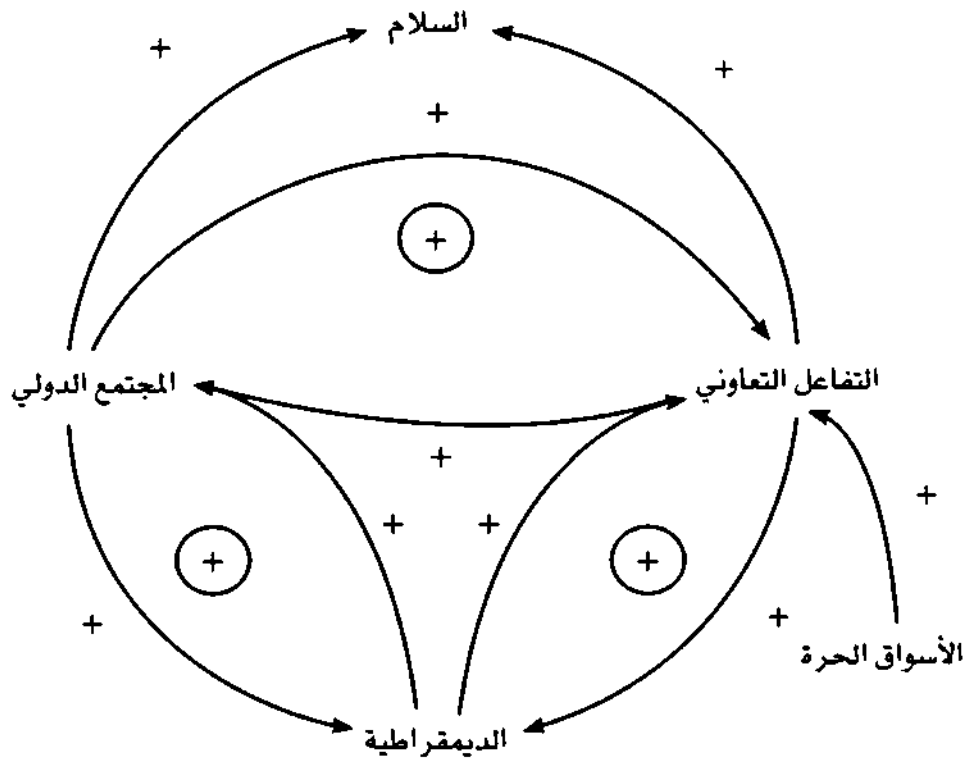 السلام
+
+
+
+
التفاعل التعاوني
المجتمع الدولي
+
+
+
+
+
+
+
+
الأسواق الحرة
الديمقراطية